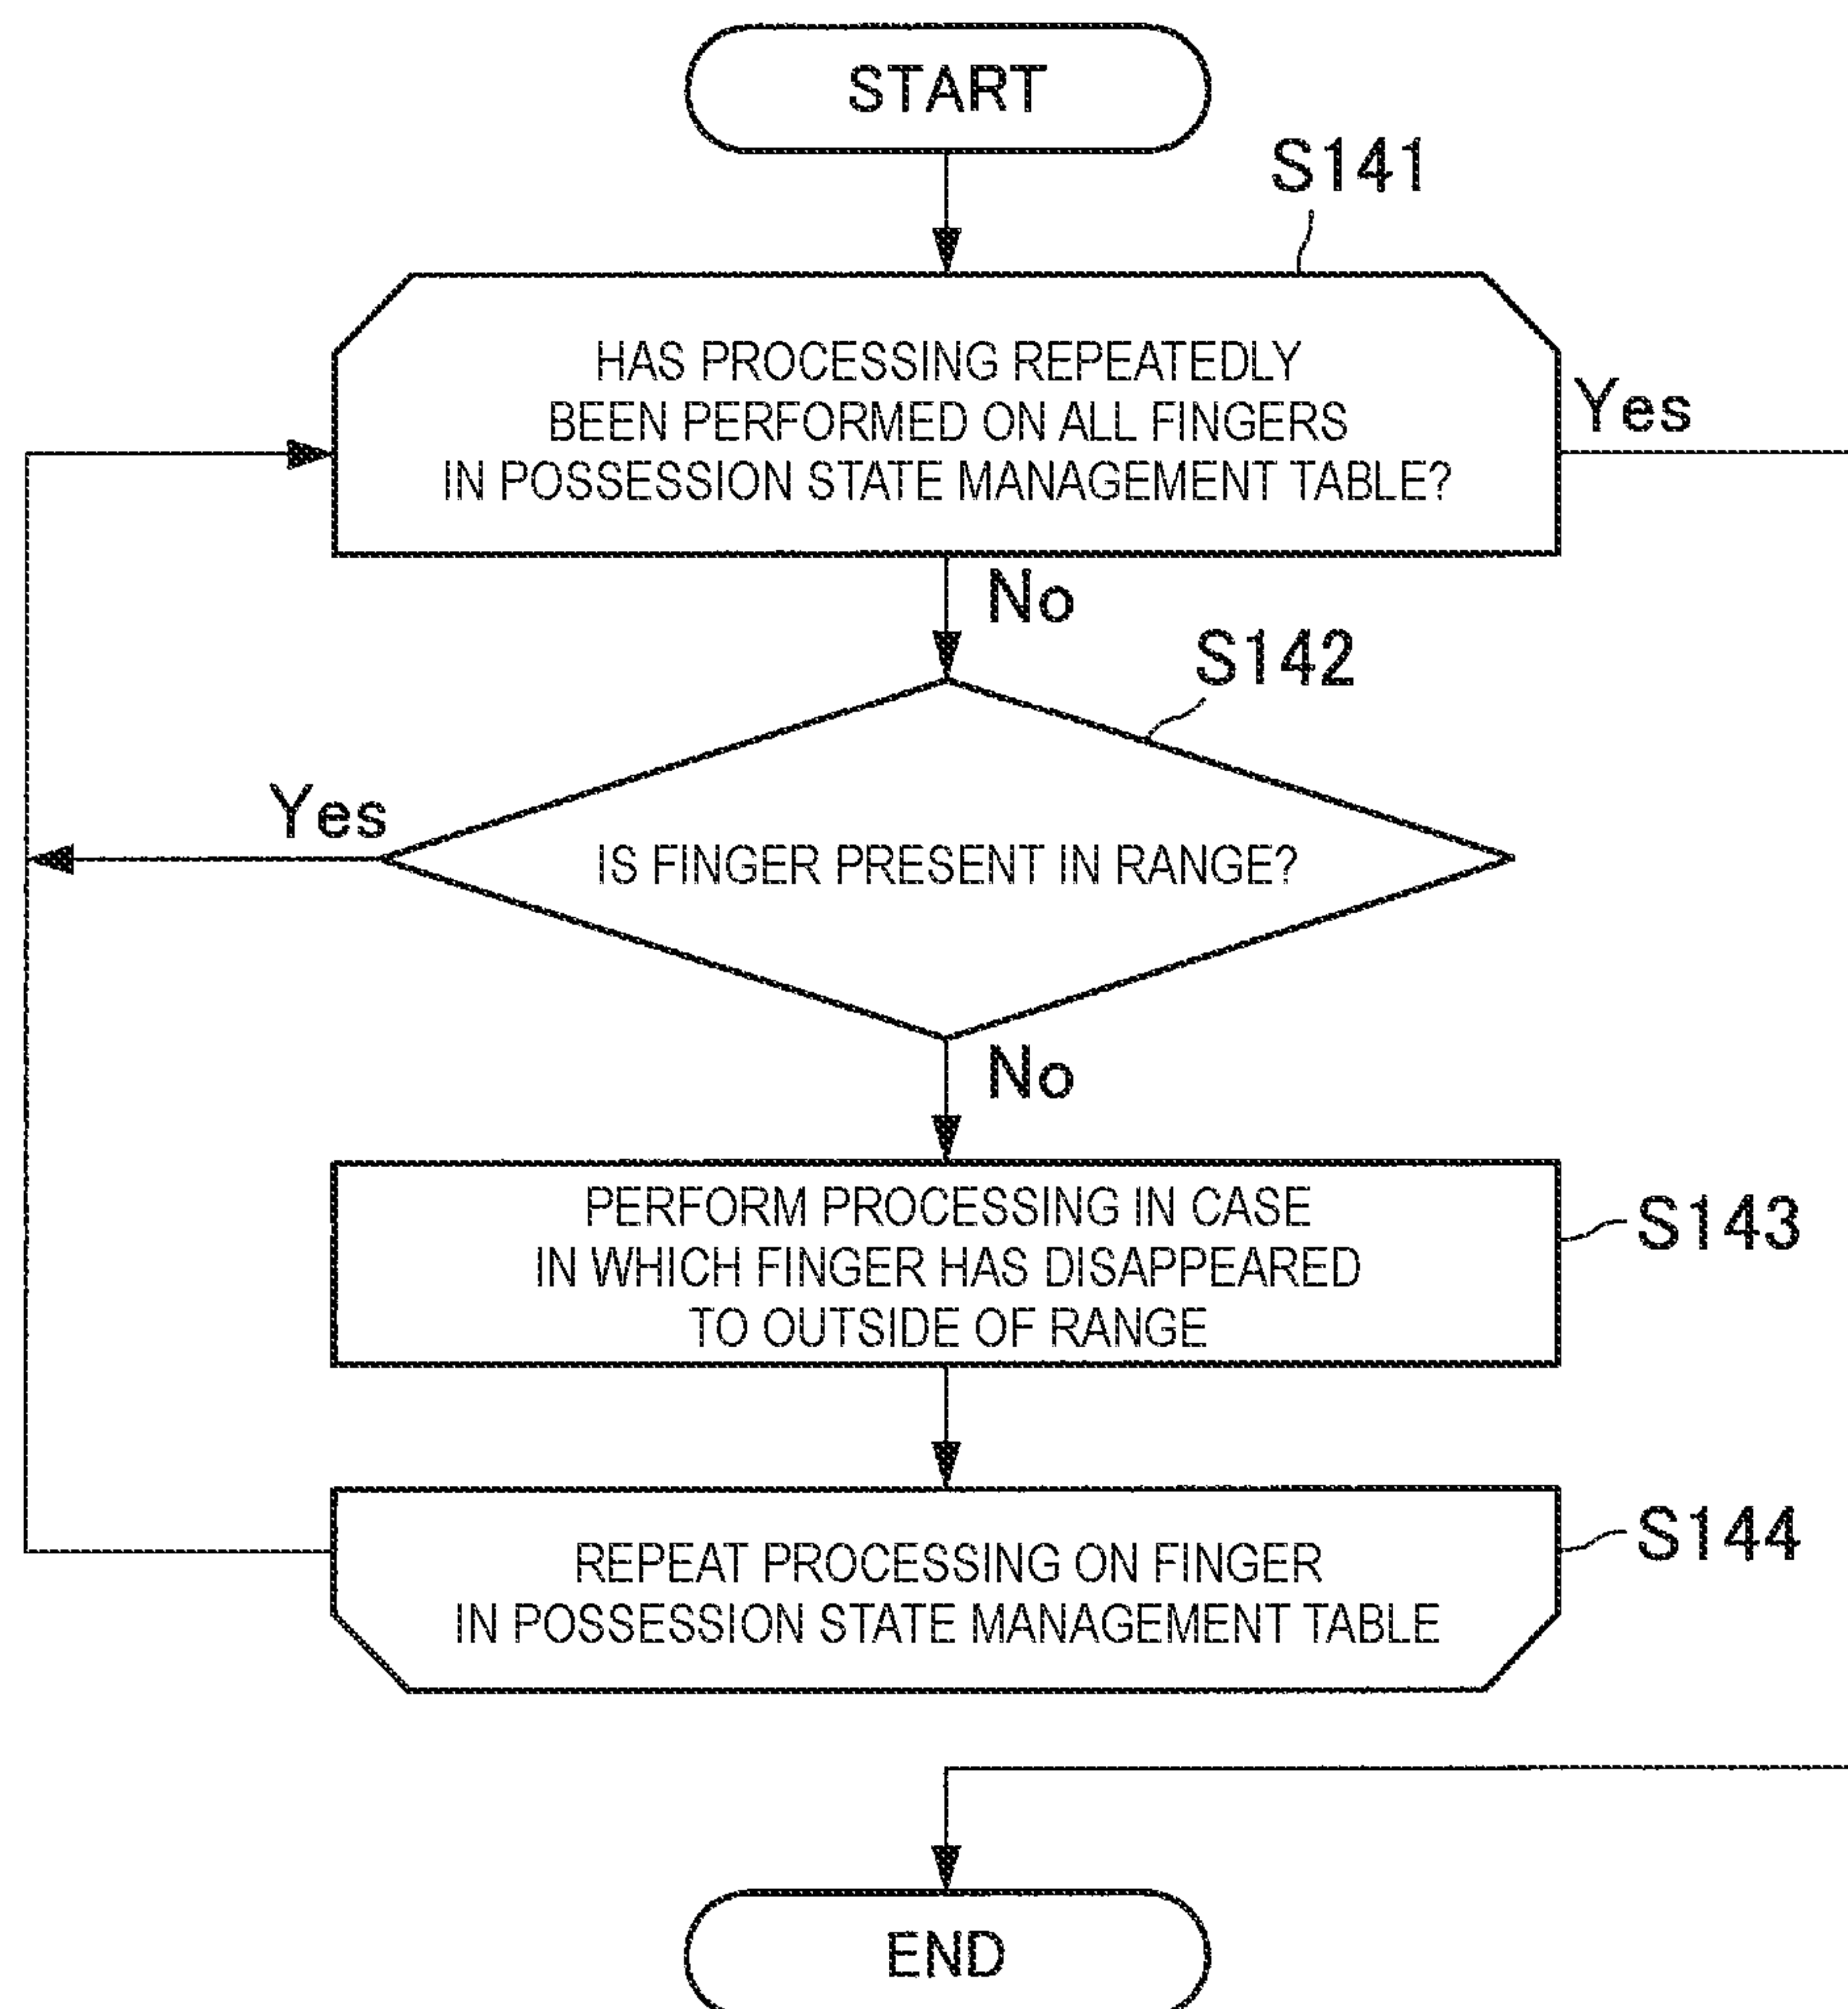 START
S141
HAS PROCESSING REPEATEDLY
BEEN PERFORMED ON ALL FINGERS
IN POSSESSION STATE MANAGEMENT TABLE?
Yes
No
S142
Yes
IS FINGER PRESENT IN RANGE?
No
PERFORM PROCESSING IN CASE
IN WHICH FINGER HAS DISAPPEARED
TO OUTSIDE OF RANGE
S143
REPEAT PROCESSING ON FINGER
IN POSSESSION STATE MANAGEMENT TABLE
S144
END